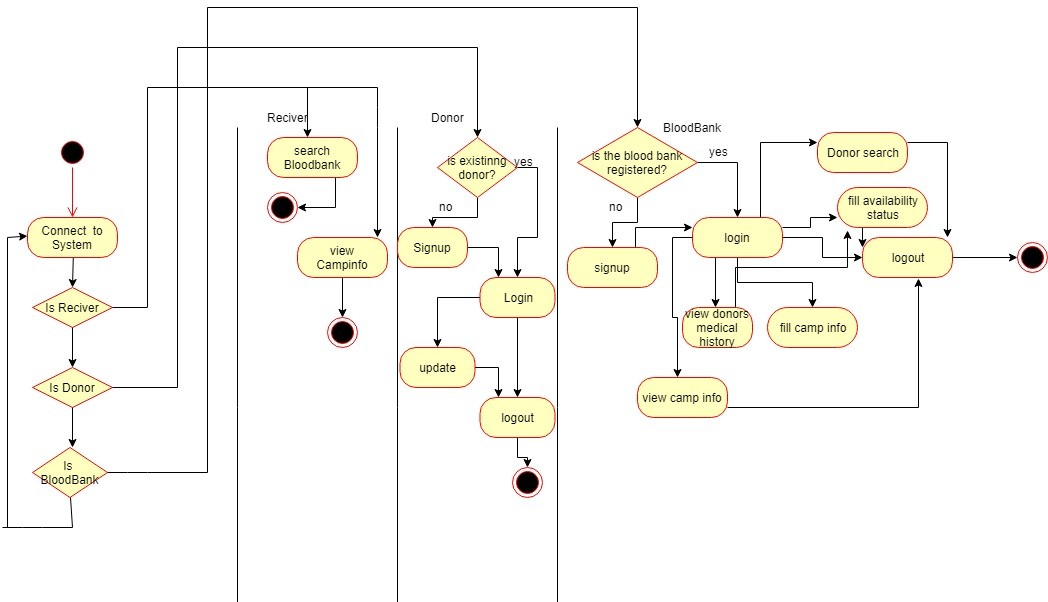 Reciver
Donor
BloodBank
search
Bloodbank
is existinng
donor?
yes
is the blood bank
registered?
yes
Donor search
no
no
fill availability
status
Connect to
System
view
Campinfo
Signup
signup
login
logout
Is Reciver
Login
view donors
medical
history
fill camp info
Is Donor
update
view camp info
logout
Is
BloodBank